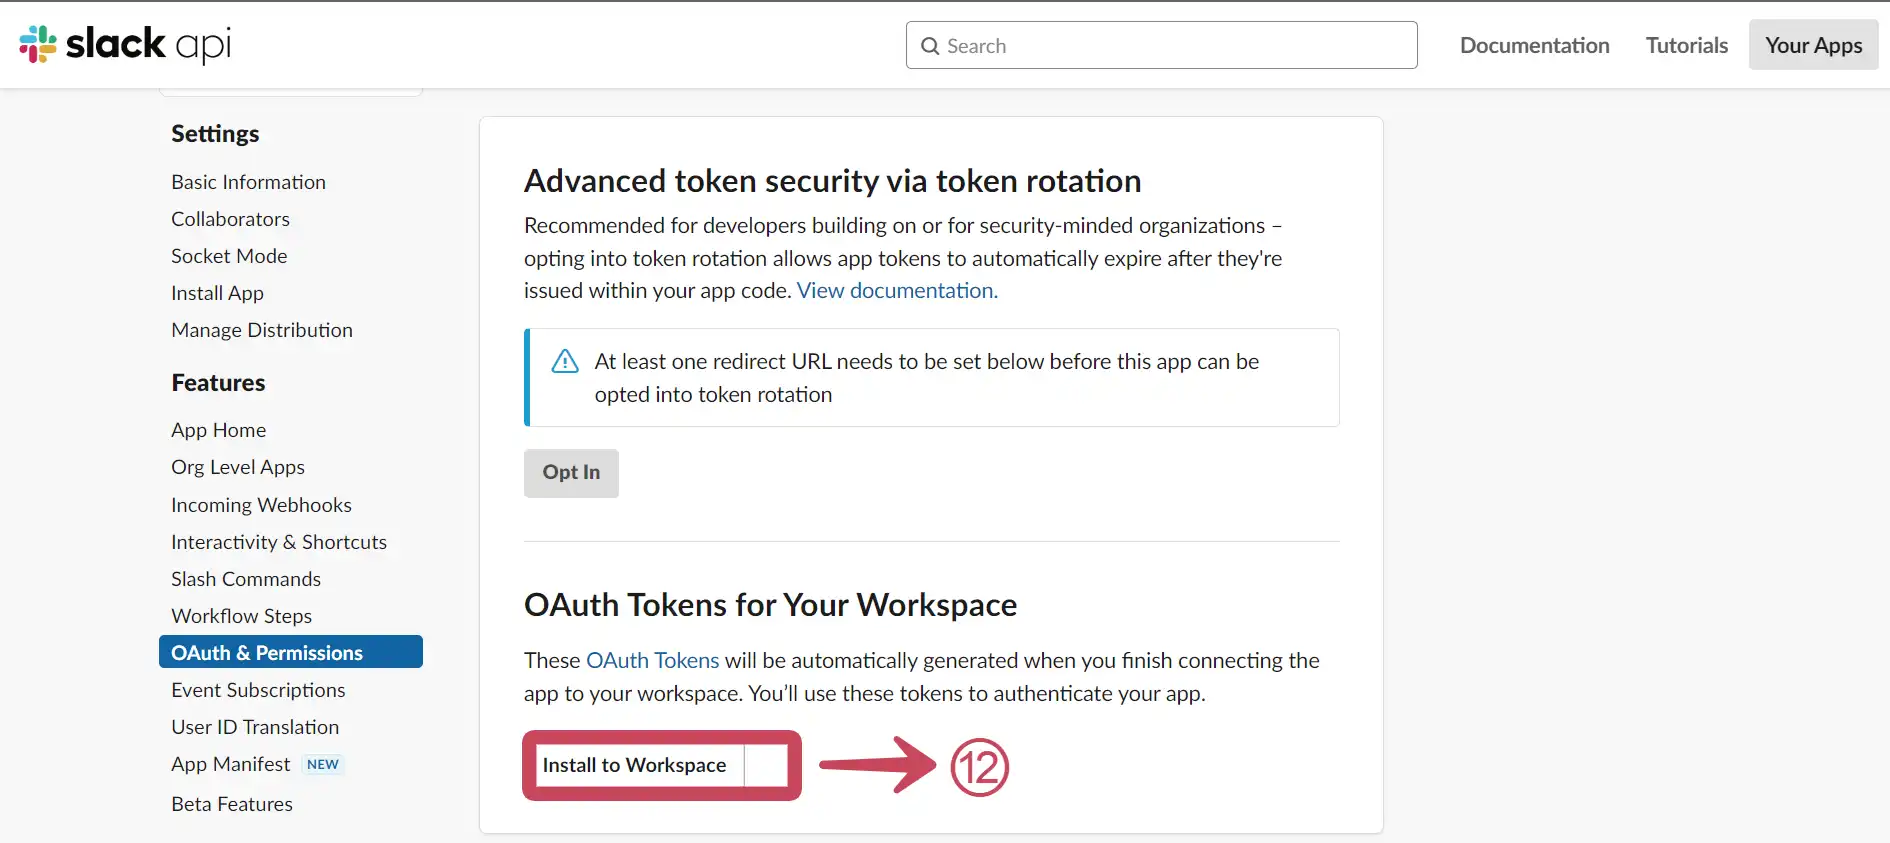 slack api
Search
Documentation
Tutorials
Your Apps
Settings
Basic Information
Collaborators
Socket Mode
Install App
Manage Distribution
Features
App Home
Org Level Apps
Incoming Webhooks
Interactivity & Shortcuts
Slash Commands
Workflow Steps
OAuth & Permissions
Event Subscriptions
User ID Translation
App Manifest NEW
Beta Features
Advanced token security via token rotation
Recommended for developers building on or for security-minded organizations –
opting into token rotation allows app tokens to automatically expire after they're
issued within your app code. View documentation.
At least one redirect URL needs to be set below before this app can be
opted into token rotation
Opt In
OAuth Tokens for Your Workspace
These OAuth Tokens will be automatically generated when you finish connecting the
app to your workspace. You’ll use these tokens to authenticate your app.
Install to Workspace
12